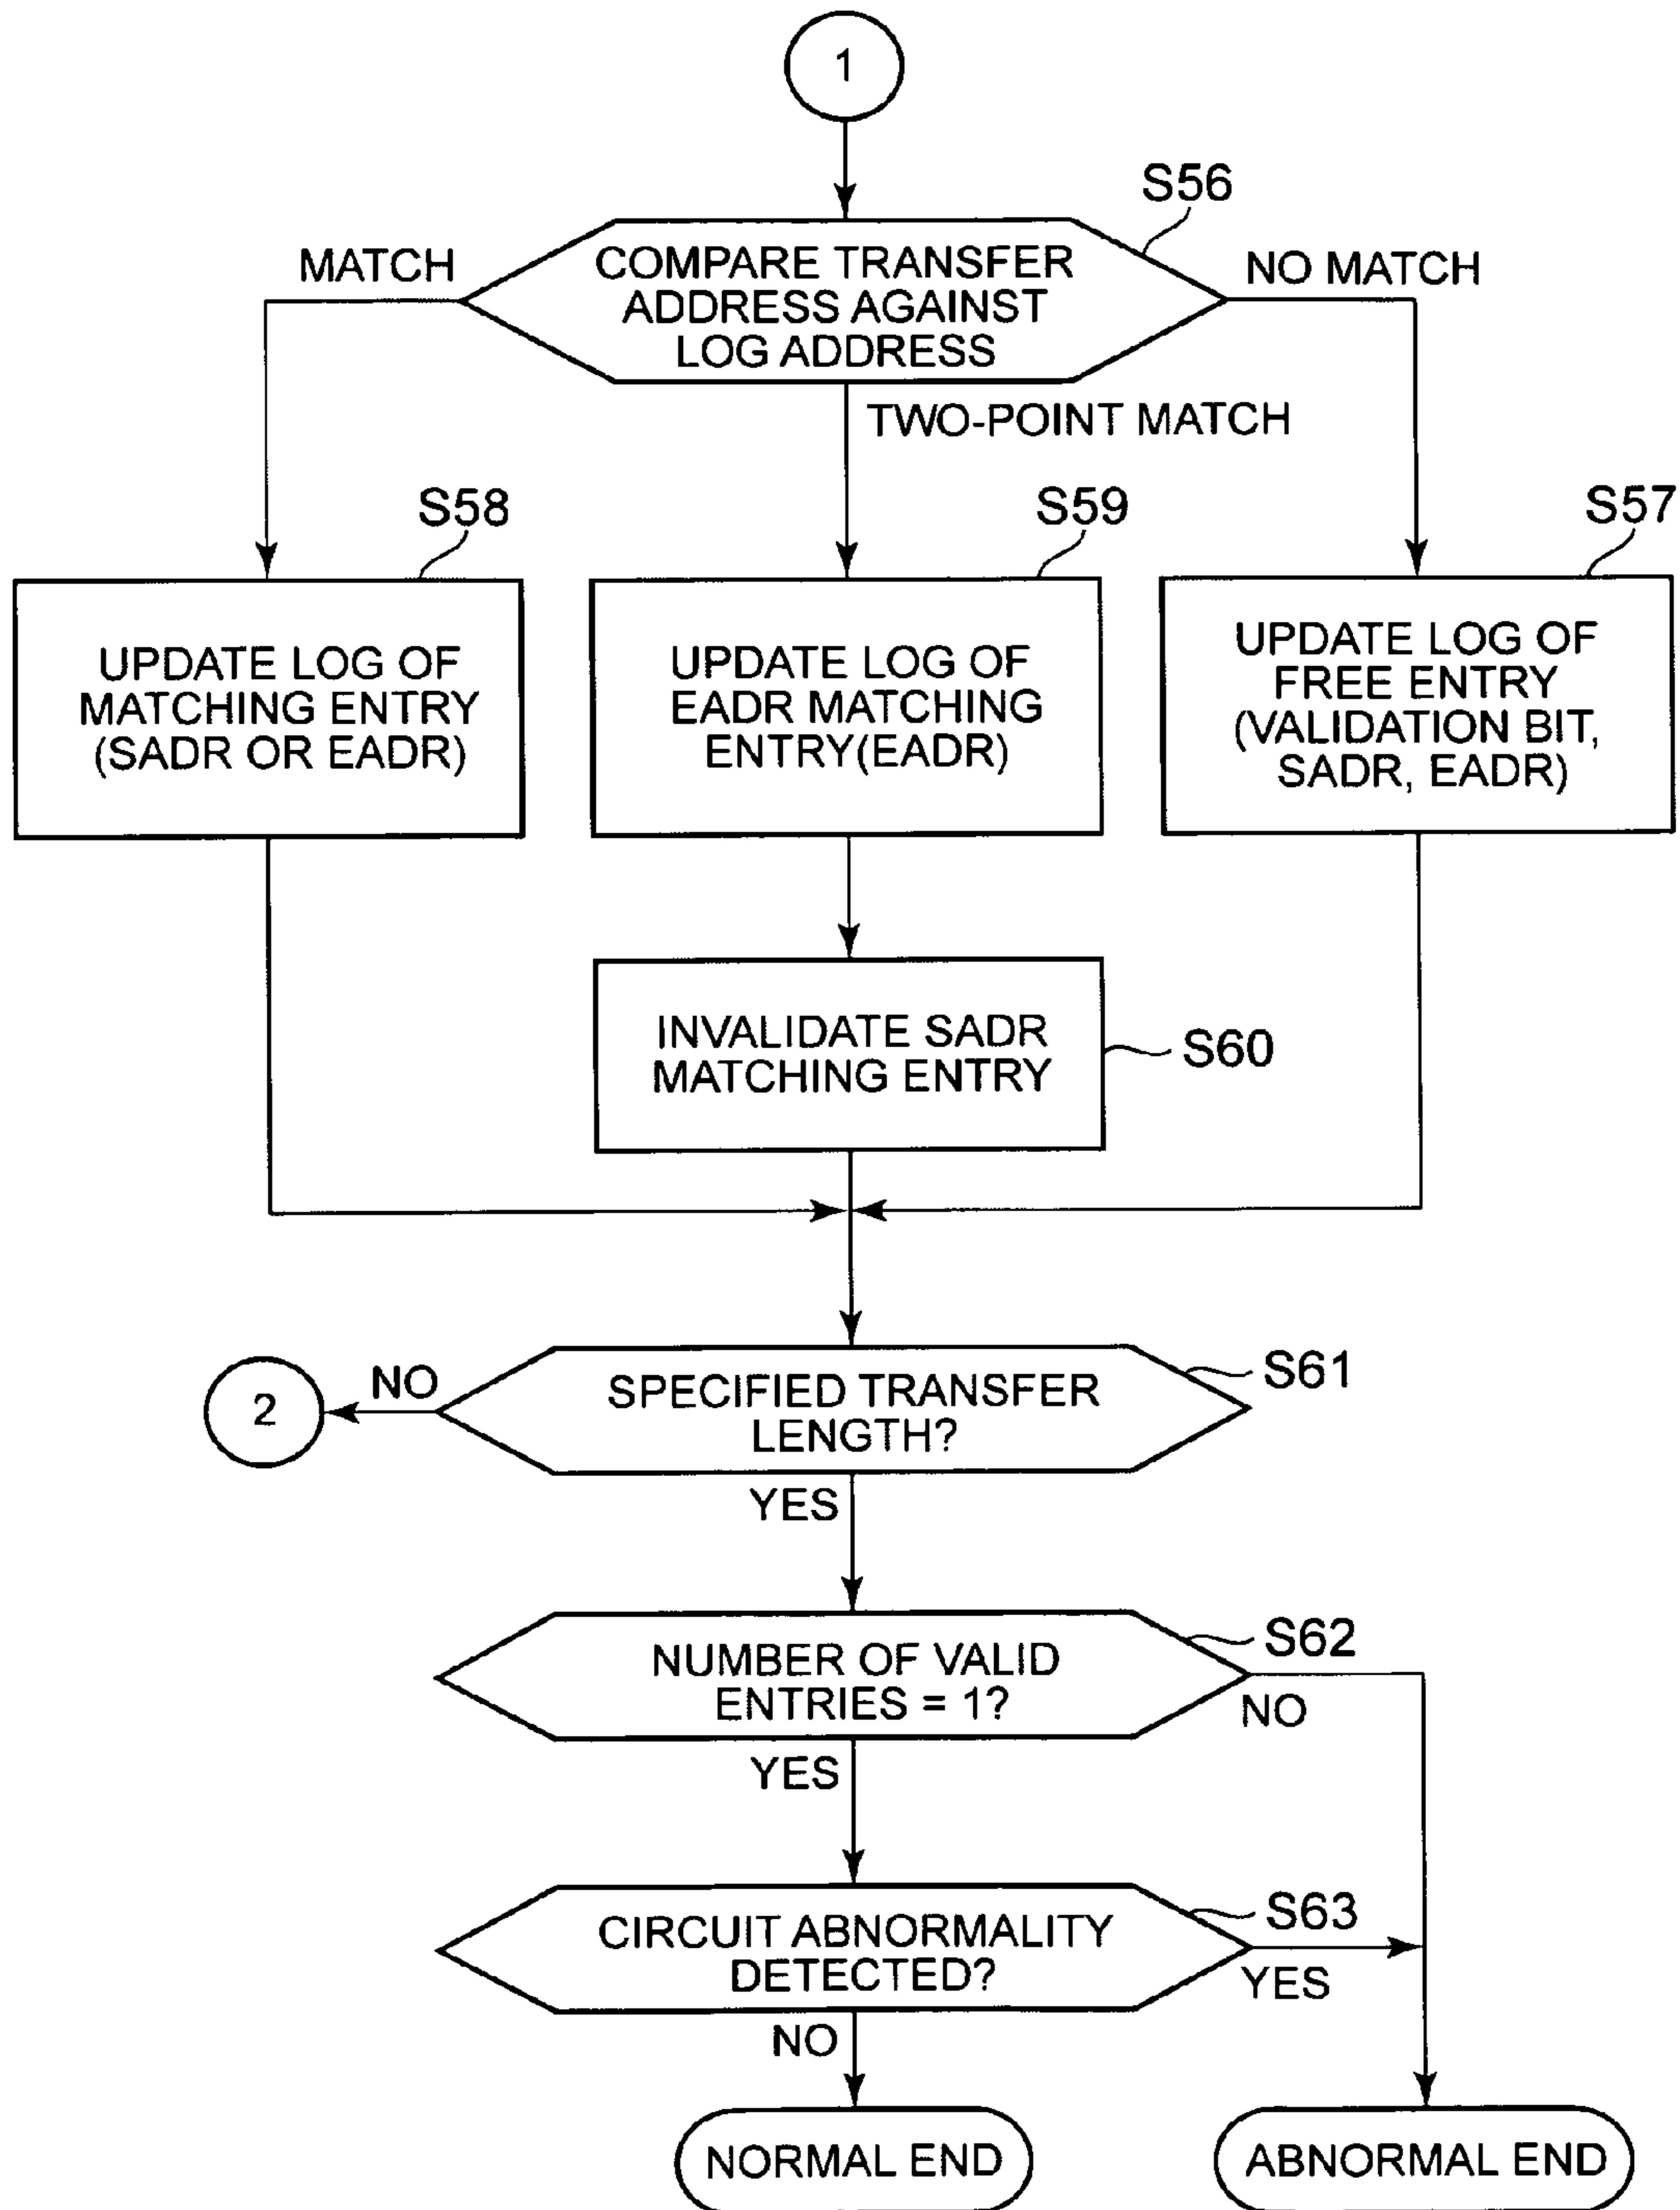 1
S56
MATCH
COMPARE TRANSFER
ADDRESS AGAINST
LOG ADDRESS
NO MATCH
TWO-POINT MATCH
S58
S59
S57
UPDATE LOG OF
MATCHING ENTRY
(SADR OR EADR)
UPDATE LOG OF
EADR MATCHING
ENTRY(EADR)
UPDATE LOG OF
FREE ENTRY
(VALIDATION BIT,
SADR, EADR)
INVALIDATE SADR
MATCHING ENTRY
S60
2
NO
SPECIFIED TRANSFER
LENGTH?
S61
YES
NUMBER OF VALID
ENTRIES = 1?
S62
NO
YES
CIRCUIT ABNORMALITY
DETECTED?
S63
YES
NO
NORMAL END
ABNORMAL END